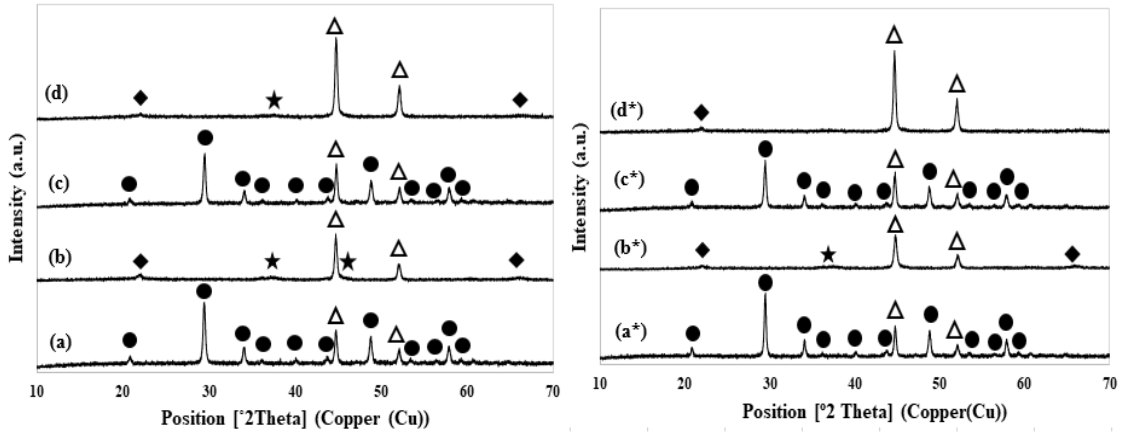 Intensity (a.u.)
(d)
(c)
(b)
(a)
10 20 30 40 50 60 70
Position [˚2Theta] (Copper (Cu))
Intensity (a.u.)
(d*)
(c*)
(b*)
(a*)
10 20 30 40 50 60 70
Position [º2 Theta] (Copper(Cu))